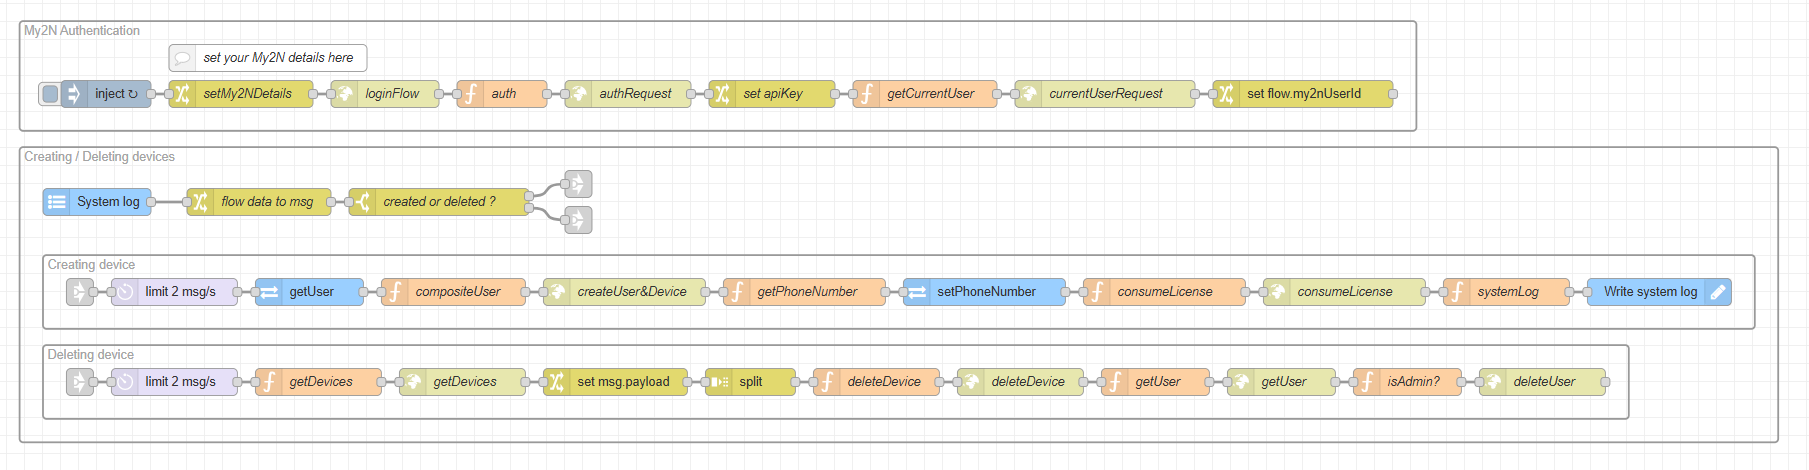 My2N Authentication
set your My2N details here
inject ↻
setMy2NDetails
loginFlow
auth
authRequest
set apiKey
getCurrentUser
currentUserRequest
set flow.my2nUserId
Creating / Deleting devices
System log
flow data to msg
created or deleted ?
Creating device
limit 2 msg/s
getUser
compositeUser
createUser&Device
getPhoneNumber
setPhoneNumber
consumeLicense
consumeLicense
systemLog
Write system log
Deleting device
limit 2 msg/s
getDevices
getDevices
set msg.payload
split
deleteDevice
deleteDevice
getUser
getUser
isAdmin?
deleteUser